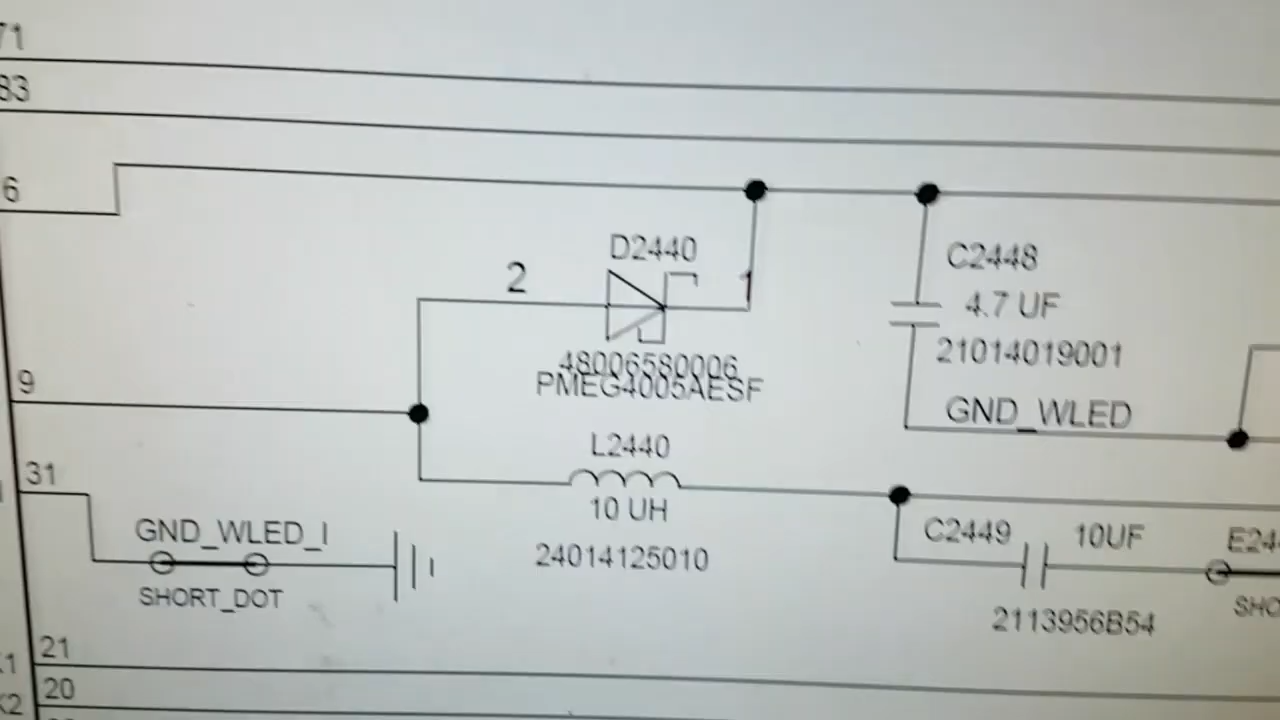 71
83
6
D2440
2
1
C2448
4.7 UF
21014019001
48006580006
PMEG4005AESF
9
GND_WLED
L2440
10 UH
24014125010
31
GND_WLED_I
SHORT_DOT
C2449
10UF
2113956B54
21
20